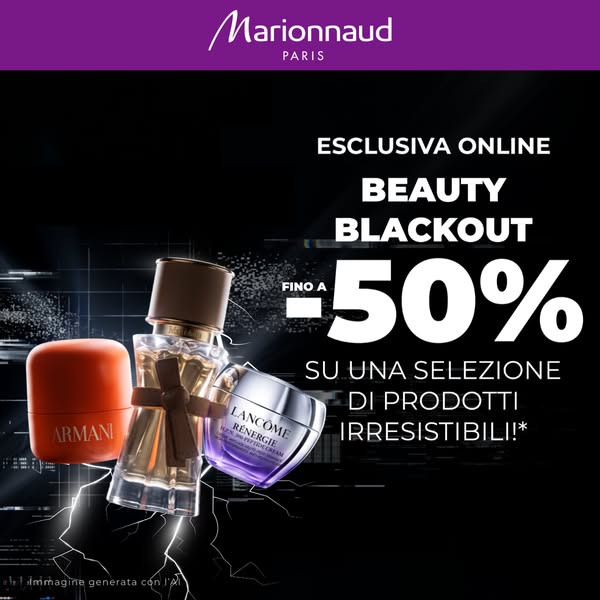 Marionnaud
PARIS
ESCLUSIVA ONLINE
BEAUTY
BLACKOUT
FINO A
-50%
SU UNA SELEZIONE
DI PRODOTTI
IRRESISTIBILI!*
ARMANI
LANCÔME
RÉNERGIE
Immagine generata con l'AI